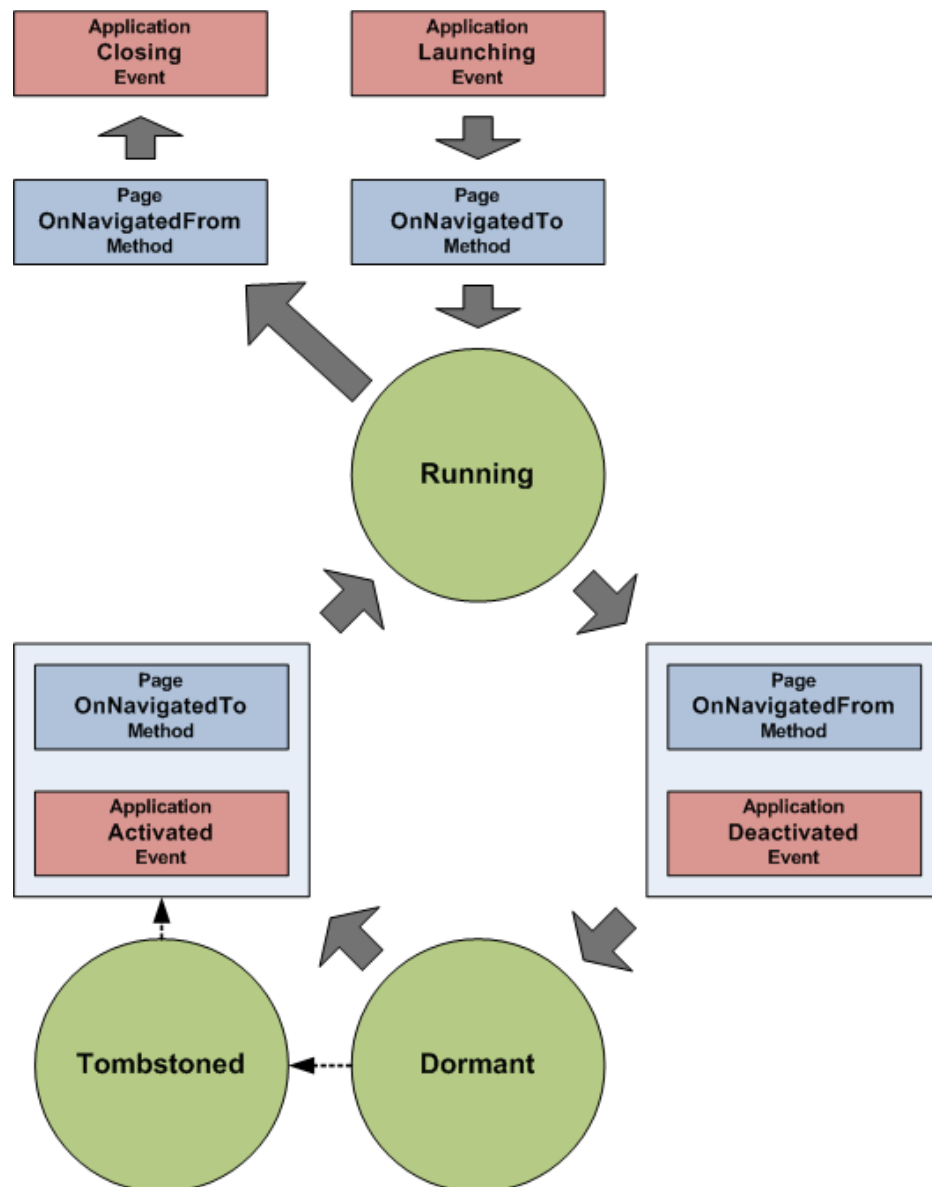 Application
Closing
Event
Application
Launching
Event
Page
OnNavigatedFrom
Method
Page
OnNavigatedTo
Method
Running
Page
OnNavigatedTo
Method
Application
Activated
Event
Page
OnNavigatedFrom
Method
Application
Deactivated
Event
Tombstoned
Dormant